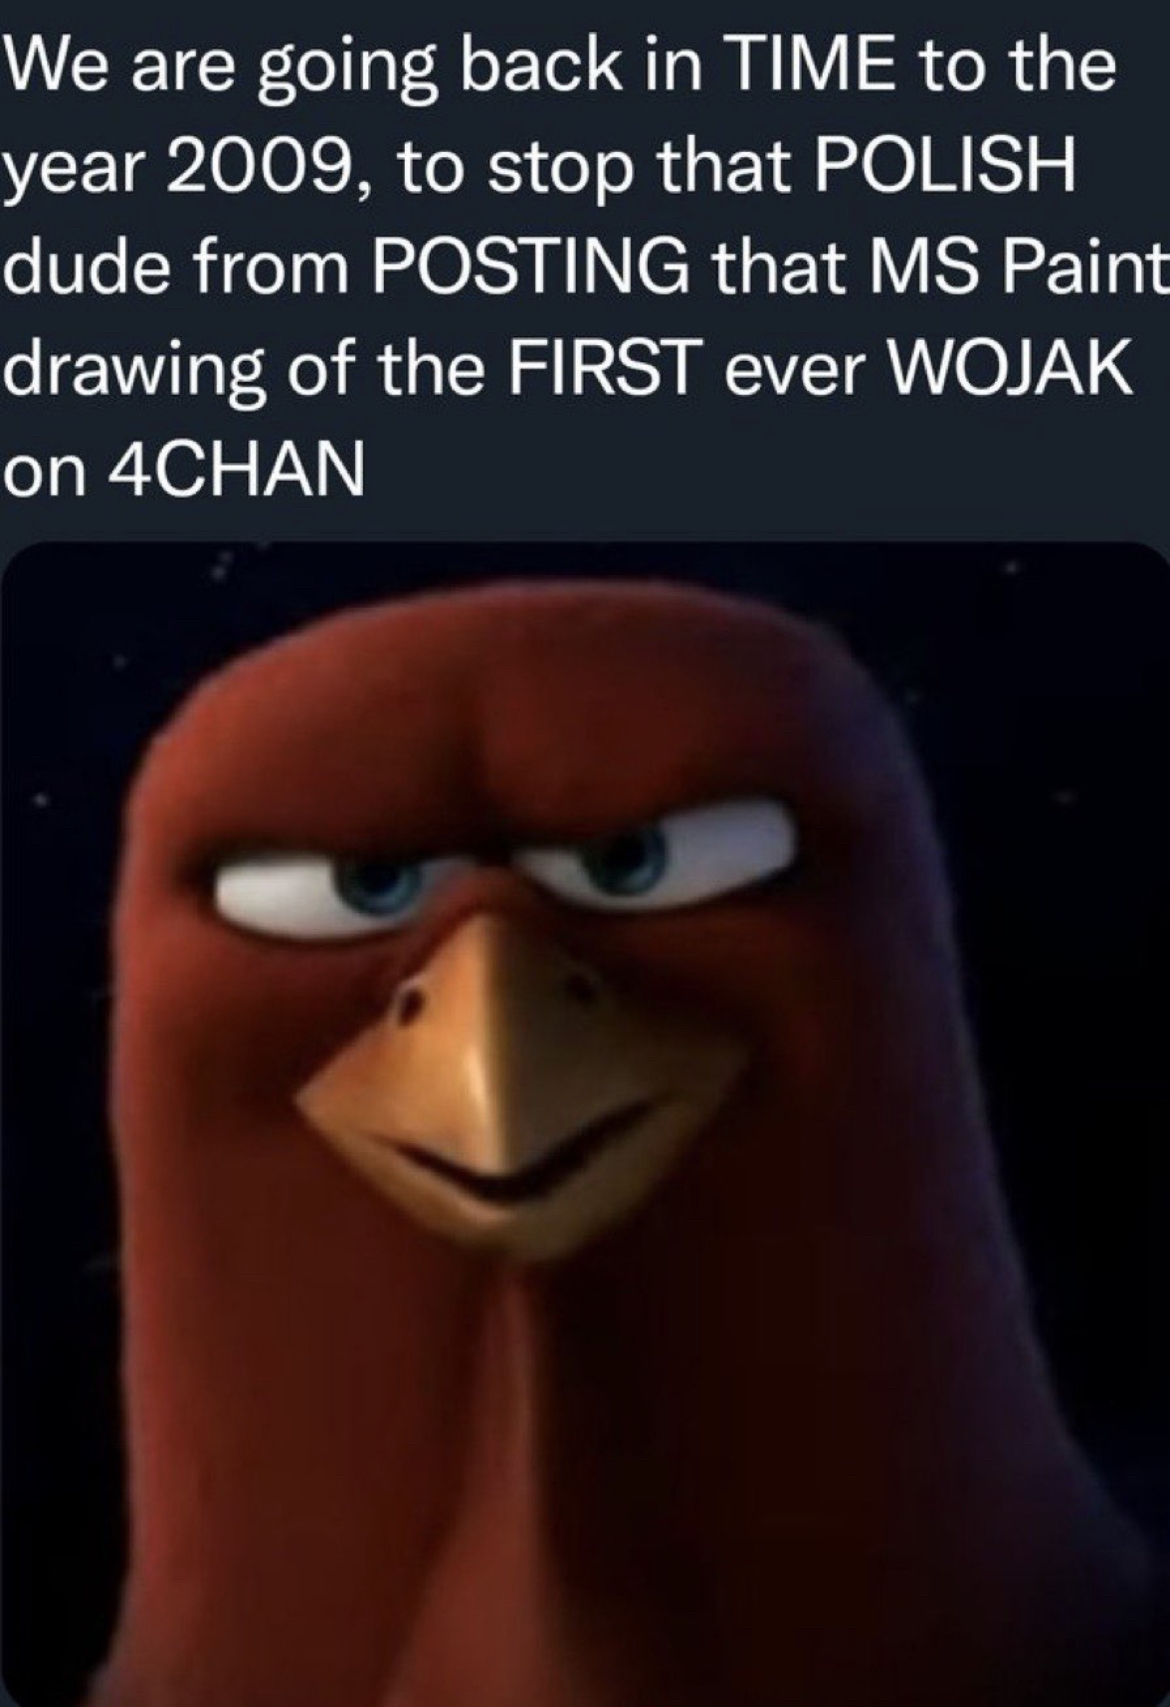 We are going back in TIME to the
year 2009, to stop that POLISH
dude from POSTING that MS Paint
drawing of the FIRST ever WOJAK
on 4CHAN